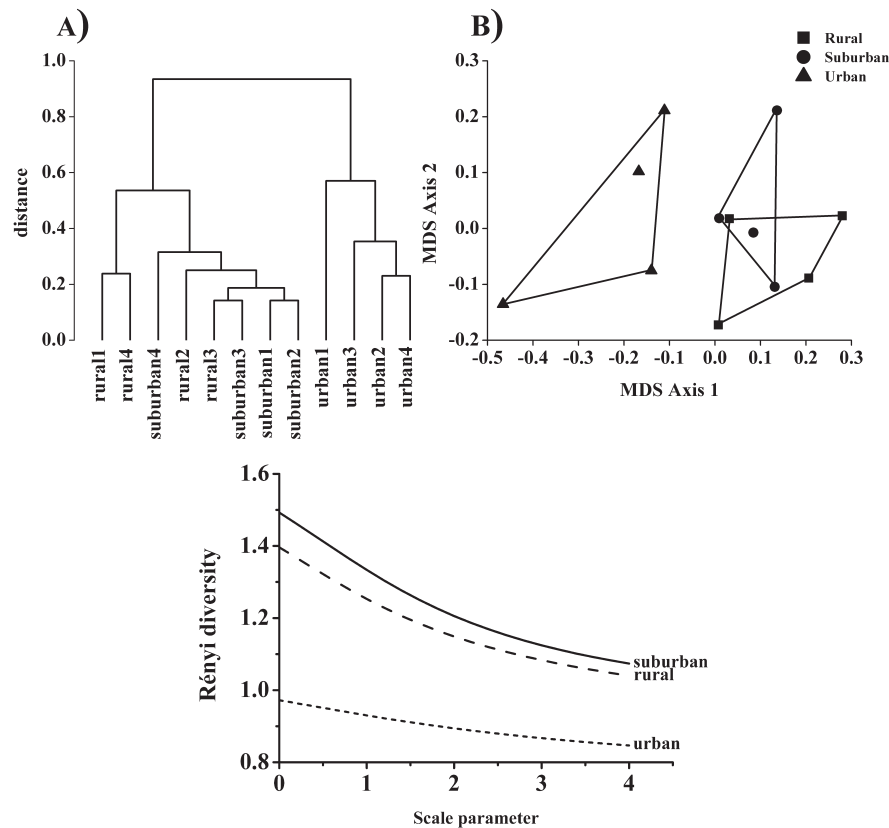 A)
1.0
0.8
0.6
0.4
0.2
0.0
distance
rural1
rural4
suburban4
rural2
rural3
suburban3
suburban1
suburban2
urban1
urban3
urban2
urban4
B)
Rural
Suburban
Urban
0.2
0.1
0.0
-0.1
-0.2
MDS Axis 2
-0.5 -0.4 -0.3 -0.2 -0.1 0.0 0.1 0.2 0.3
MDS Axis 1
1.6
1.4
1.2
1.0
0.8
Rényi diversity
suburban
rural
urban
0 1 2 3 4
Scale parameter